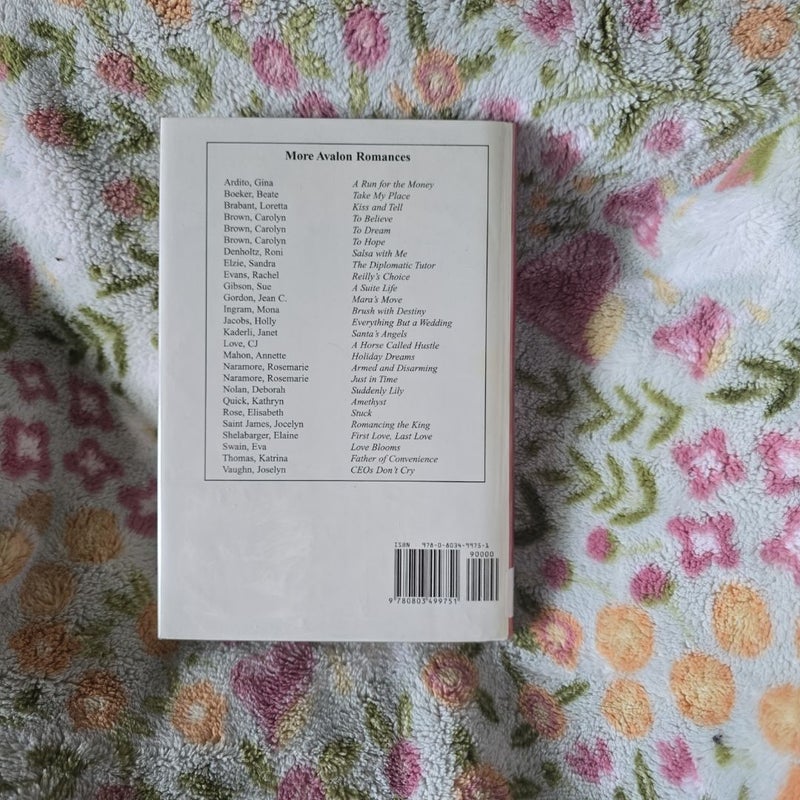 More Avalon Romances
Ardito, Gina A Run for the Money
Boeker, Beate Take My Place
Brabant, Loretta Kiss and Tell
Brown, Carolyn To Believe
Brown, Carolyn To Dream
Brown, Carolyn To Hope
Denholtz, Roni Salsa with Me
Elzie, Sandra The Diplomatic Tutor
Evans, Rachel Reilly's Choice
Gibson, Sue A Suite Life
Gordon, Jean C. Mara's Move
Ingram, Mona Brush with Destiny
Jacobs, Holly Everything But a Wedding
Kaderli, Janet Santa's Angels
Love, CJ A Horse Called Hustle
Mahon, Annette Holiday Dreams
Naramore, Rosemarie Armed and Disarming
Naramore, Rosemarie Just in Time
Nolan, Deborah Suddenly Lily
Quick, Kathryn Amethyst
Rose, Elisabeth Stuck
Saint James, Jocelyn Romancing the King
Shelabarger, Elaine First Love, Last Love
Swain, Eva Love Blooms
Thomas, Katrina Father of Convenience
Vaughn, Joselyn CEOs Don't Cry
ISBN 978-0-8034-9975-1
90000
9 780803 499751